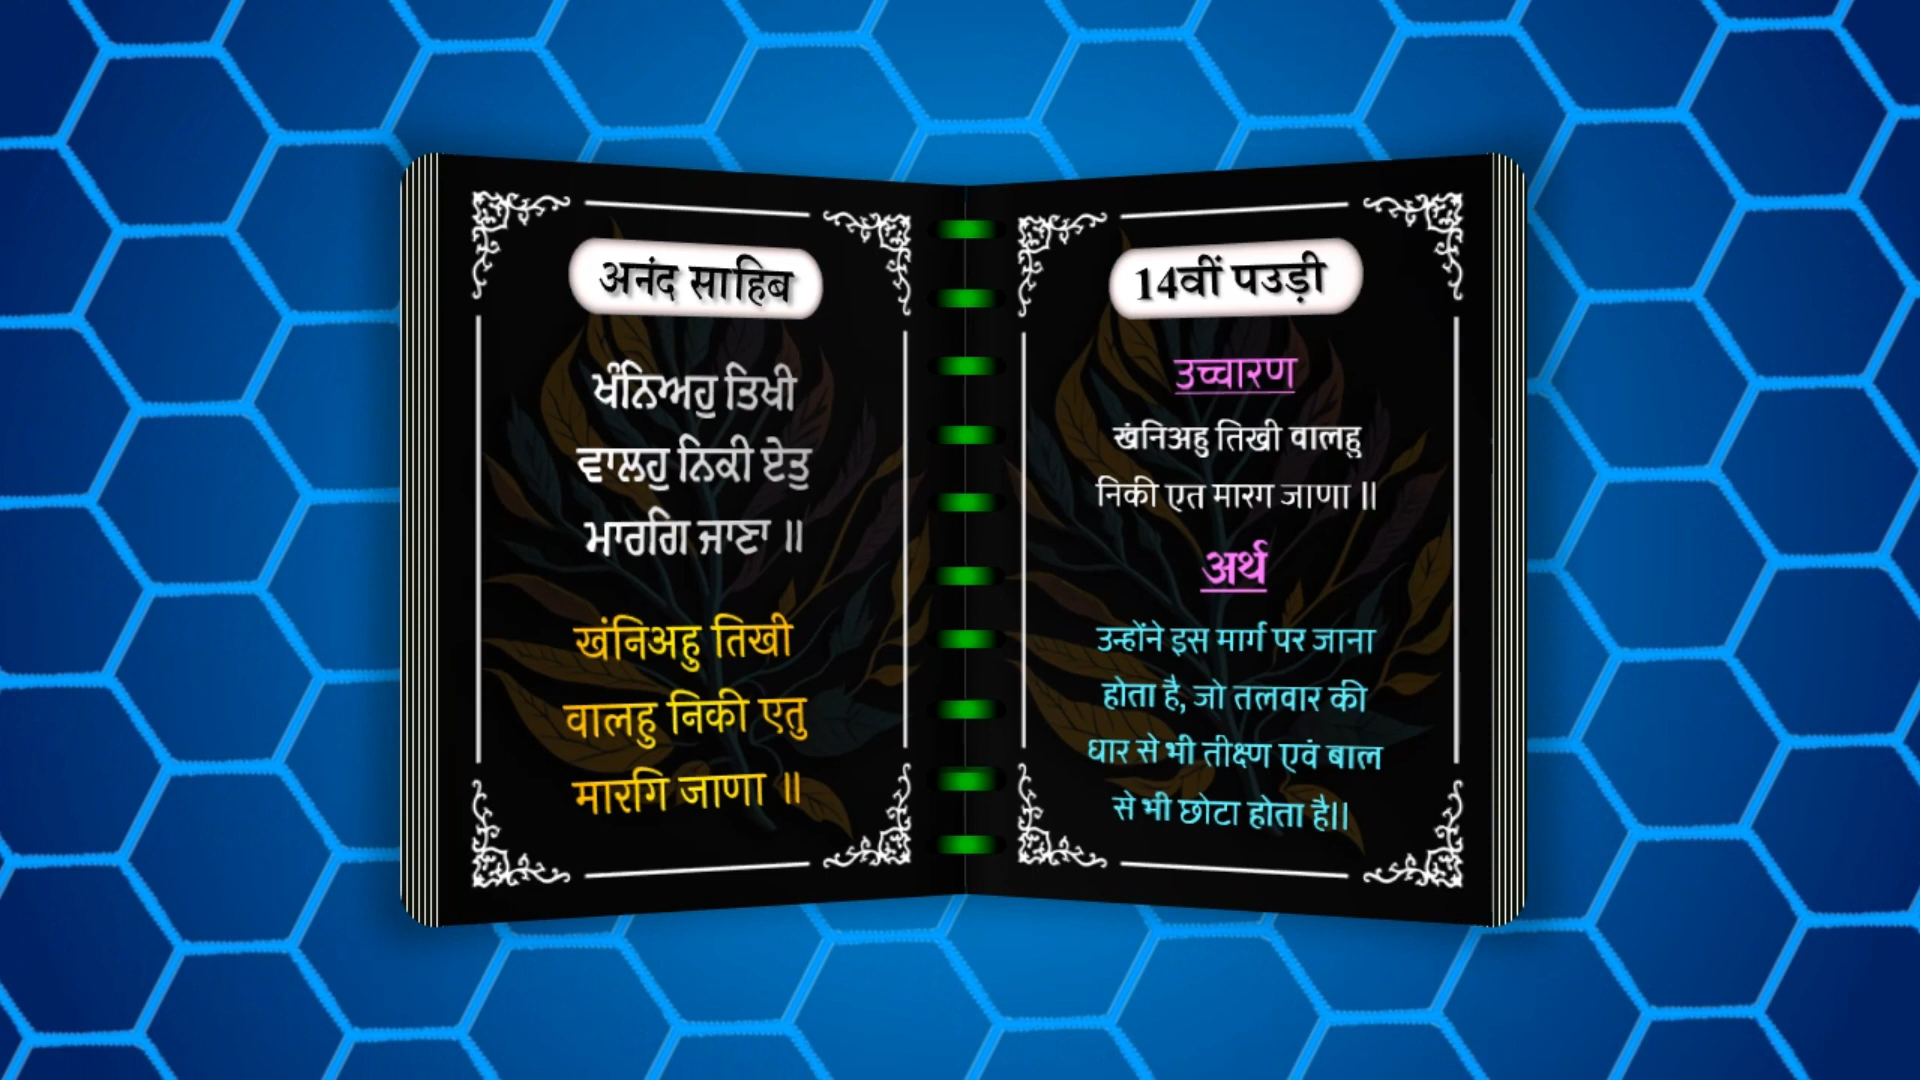 अनंद साहिब
ਖੰਨਿਅਹੁ ਤਿਖੀ
ਵਾਲਹੁ ਨਿਕੀ ਏਤੁ
ਮਾਰਗਿ ਜਾਣਾ ॥
खंनिअहु तिखी
वालहु निकी एतु
मारगि जाणा ॥
14वीं पउड़ी
उच्चारण
खंनिअहु तिखी वालहु
निकी एत मारग जाणा ॥
अर्थ
उन्होंने इस मार्ग पर जाना
होता है, जो तलवार की
धार से भी तीक्ष्ण एवं बाल
से भी छोटा होता है।।